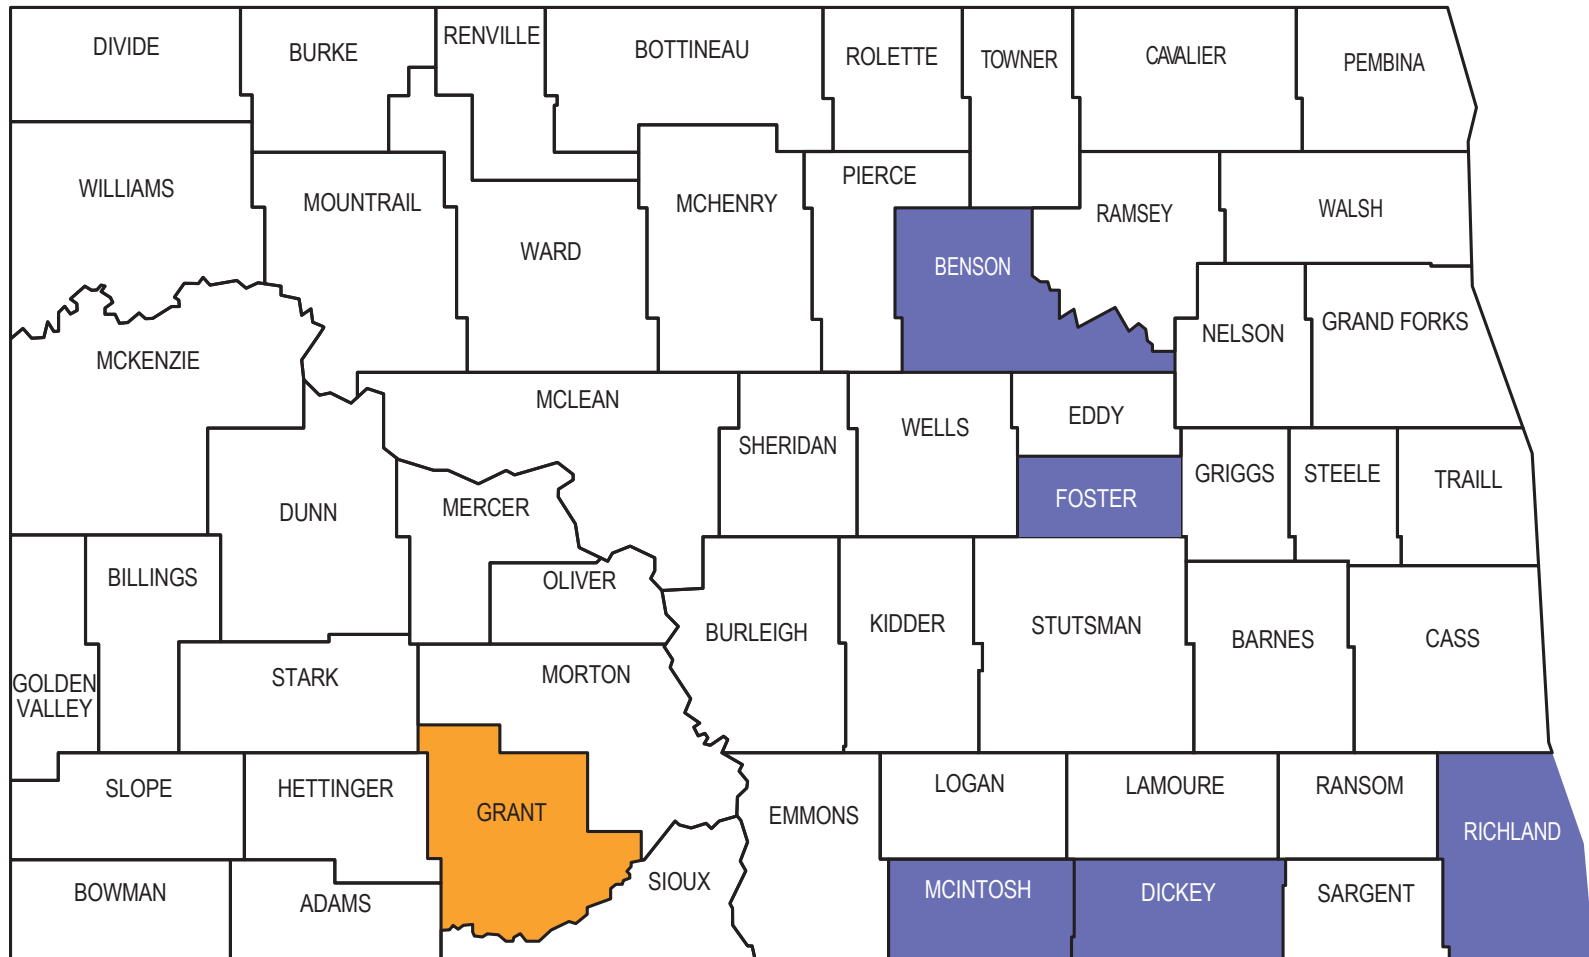 DIVIDE
BURKE
RENVILLE
BOTTINEAU
ROLETTE
TOWNER
CAVALIER
PEMBINA
WILLIAMS
MOUNTRAIL
WARD
MCHENRY
PIERCE
BENSON
RAMSEY
WALSH
MCKENZIE
NELSON
GRAND FORKS
MCLEAN
SHERIDAN
WELLS
EDDY
DUNN
MERCER
FOSTER
GRIGGS
STEELE
TRAILL
BILLINGS
OLIVER
BURLEIGH
KIDDER
STUTSMAN
BARNES
CASS
GOLDEN
VALLEY
STARK
MORTON
SLOPE
HETTINGER
GRANT
EMMONS
LOGAN
LAMOURE
RANSOM
RICHLAND
BOWMAN
ADAMS
SIOUX
MCINTOSH
DICKEY
SARGENT